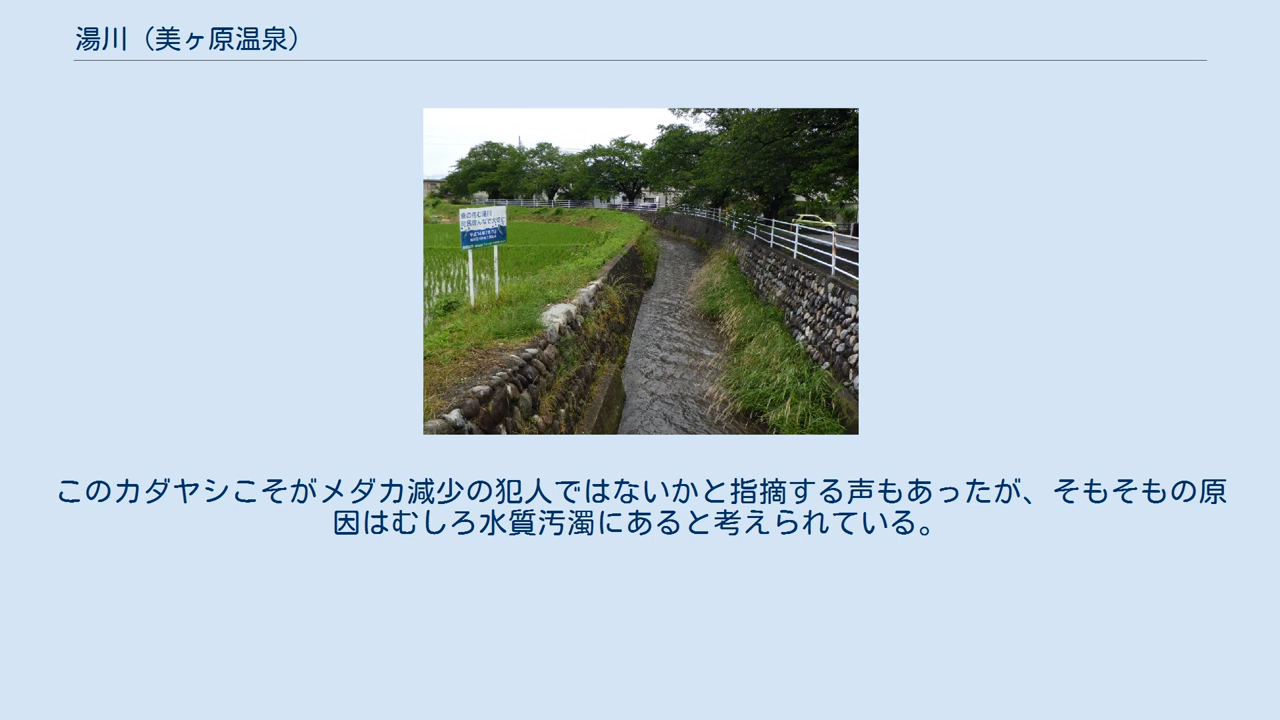 湯川（美ヶ原温泉）
このカダヤシこそがメダカ減少の犯人ではないかと指摘する声もあったが、そもそもの原
因はむしろ水質汚濁にあると考えられている。